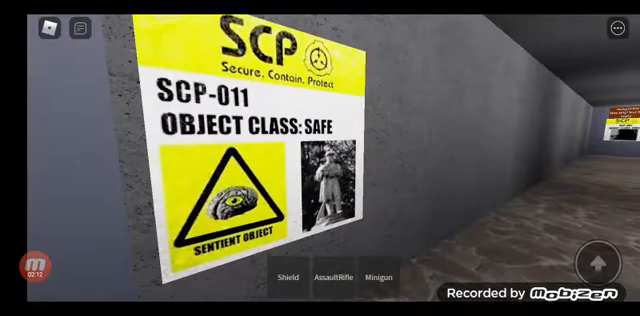 SCP
Secure. Contain. Protect
SCP-011
OBJECT CLASS: SAFE
SENTIENT OBJECT
SCP
02:12
Shield
AssaultRifle
Minigun
Recorded by mobizen